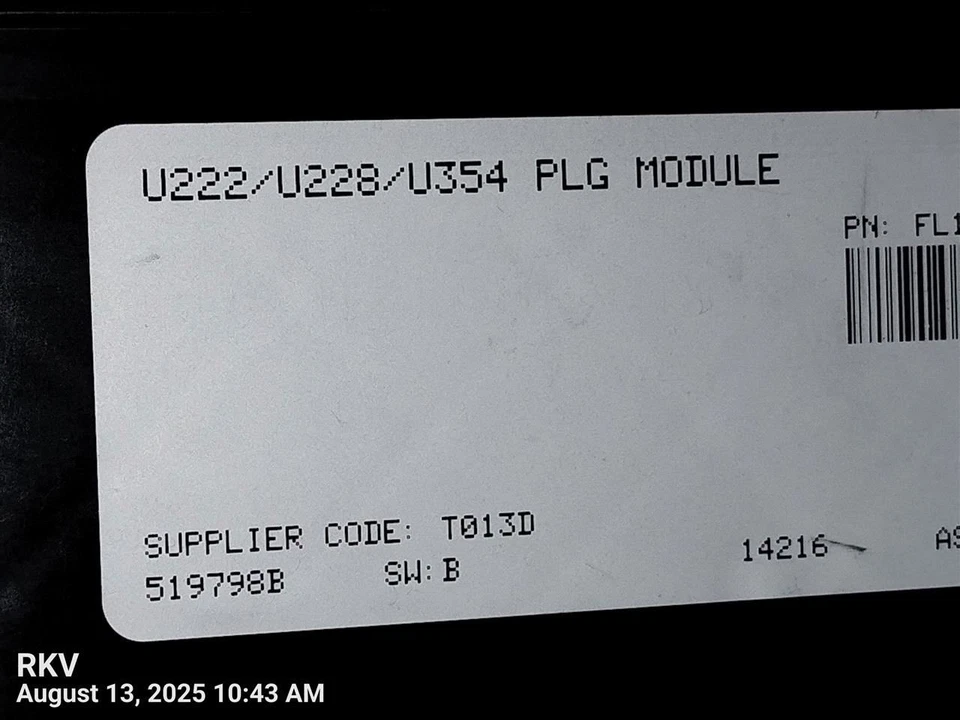 U222/U228/U354 PLG MODULE
PN: FL1
SUPPLIER CODE: T013D
519798B SW: B 14216 AS
RKV
August 13, 2025 10:43 AM